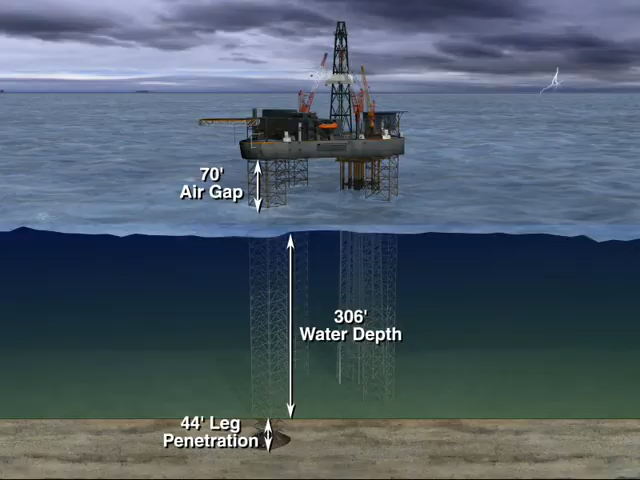 70'
Air Gap
306'
Water Depth
44' Leg
Penetration